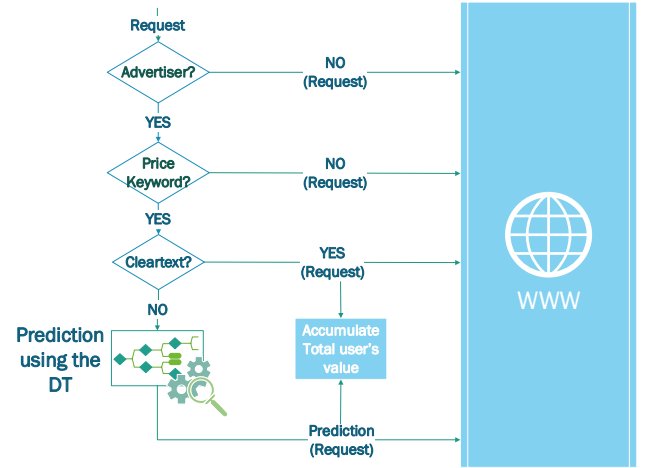 Request
Advertiser?
NO
(Request)
YES
Price
Keyword?
NO
(Request)
YES
Cleartext?
YES
(Request)
WWW
NO
Prediction
using the
DT
Accumulate
Total user's
value
Prediction
(Request)